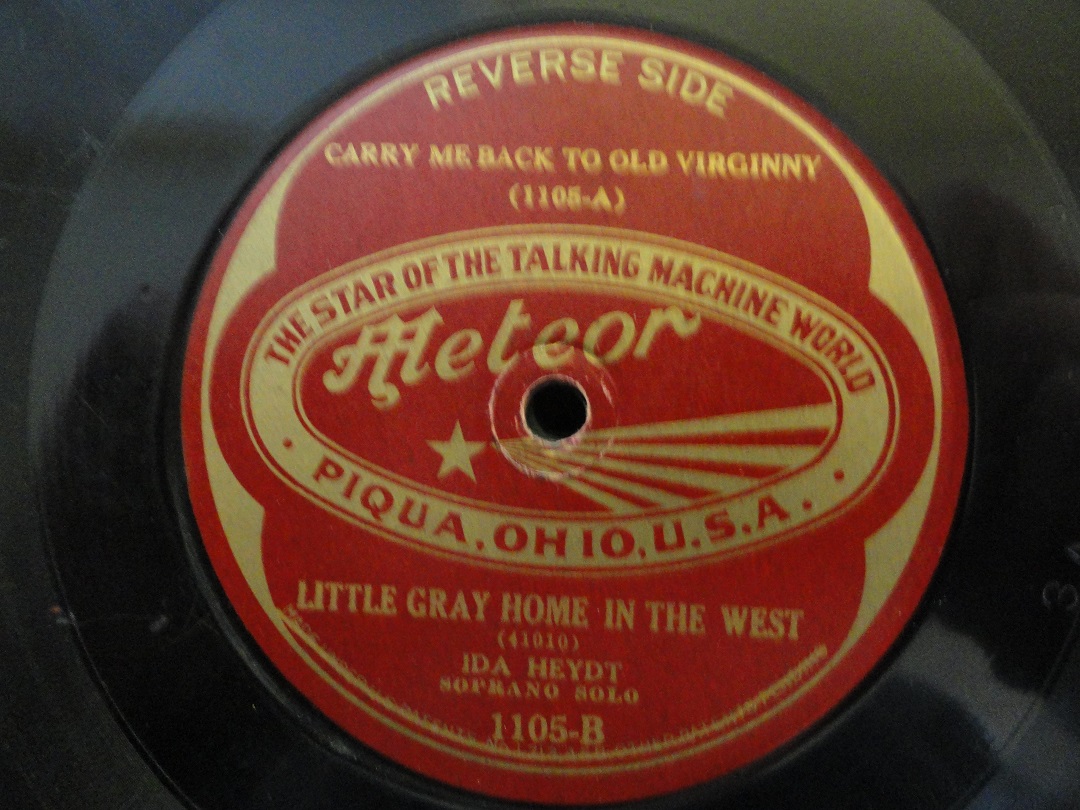 REVERSE SIDE
CARRY ME BACK TO OLD VIRGINNY
(1105-A)
THE STAR OF THE TALKING MACHINE WORLD
Meteor
PIQUA, OHIO, U.S.A.
LITTLE GRAY HOME IN THE WEST
(41010)
IDA HEYDT
SOPRANO SOLO
1105-B